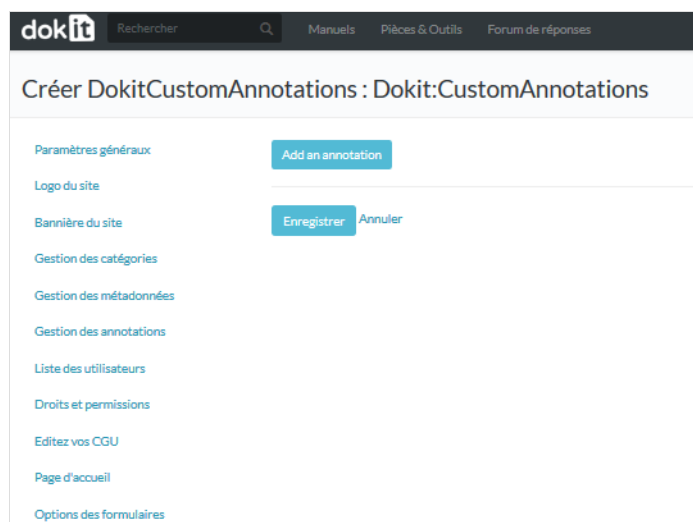 dokit Rechercher Manuels Pièces & Outils Forum de réponses
Créer DokitCustomAnnotations : Dokit:CustomAnnotations
Paramètres généraux
Add an annotation
Logo du site
Bannière du site
Enregistrer Annuler
Gestion des catégories
Gestion des métadonnées
Gestion des annotations
Liste des utilisateurs
Droits et permissions
Editez vos CGU
Page d'accueil
Options des formulaires